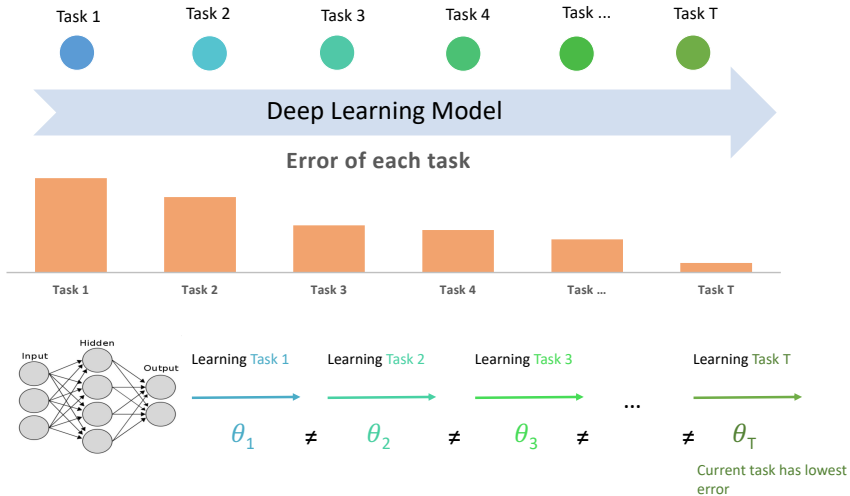 Task 1 Task 2 Task 3 Task 4 Task ... Task T
Deep Learning Model
Error of each task
Task 1 Task 2 Task 3 Task 4 Task ... Task T
Input Hidden Output
Learning Task 1 Learning Task 2 Learning Task 3 Learning Task T
...
θ1 ≠ θ2 ≠ θ3 ≠ ≠ θT
Current task has lowest
error